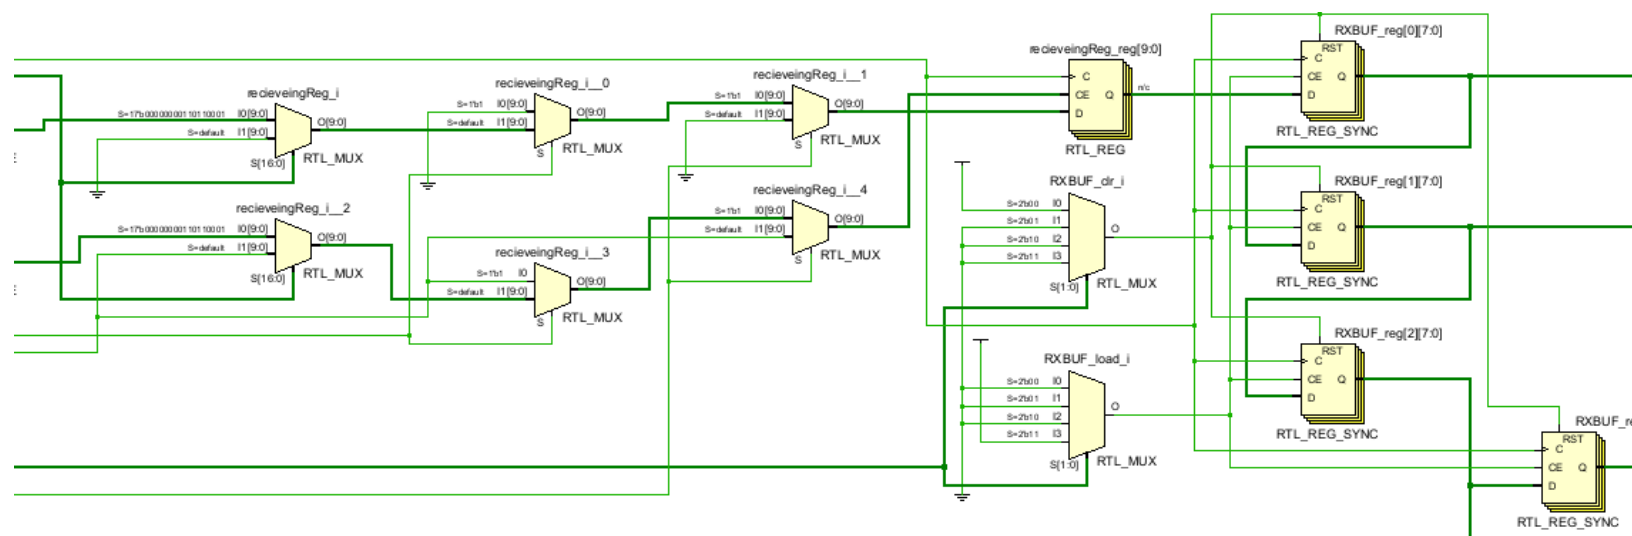 recieveingReg_i
S=17'b00000000110110001 I0[9:0]
S=default I1[9:0]
O[9:0]
S[16:0]
RTL_MUX
recieveingReg_i__0
S=1'b1 I0[9:0]
S=default I1[9:0]
O[9:0]
S
RTL_MUX
recieveingReg_i__1
S=1'b1 I0[9:0]
S=default I1[9:0]
O[9:0]
S
RTL_MUX
recieveingReg_i__2
S=17'b00000000110110001 I0[9:0]
S=default I1[9:0]
O[9:0]
S[16:0]
RTL_MUX
recieveingReg_i__3
S=1'b1 I0
S=default I1[9:0]
O[9:0]
S
RTL_MUX
recieveingReg_i__4
S=1'b1 I0[9:0]
S=default I1[9:0]
O[9:0]
S
RTL_MUX
recieveingReg_reg[9:0]
C
CE Q
D
n/c
RTL_REG
RXBUF_clr_i
S=2'b00 I0
S=2'b01 I1
S=2'b10 I2
S=2'b11 I3
O
S[1:0]
RTL_MUX
RXBUF_load_i
S=2'b00 I0
S=2'b01 I1
S=2'b10 I2
S=2'b11 I3
O
S[1:0]
RTL_MUX
RXBUF_reg[0][7:0]
RST
C
CE Q
D
RTL_REG_SYNC
RXBUF_reg[1][7:0]
RST
C
CE Q
D
RTL_REG_SYNC
RXBUF_reg[2][7:0]
RST
C
CE Q
D
RTL_REG_SYNC
RXBUF_re
RST
C
CE Q
D
RTL_REG_SYNC